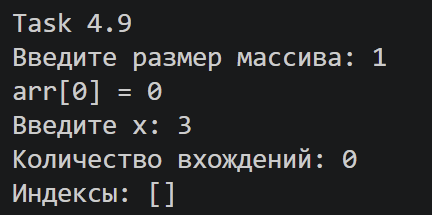 Task 4.9
Введите размер массива: 1
arr[0] = 0
Введите x: 3
Количество вхождений: 0
Индексы: []